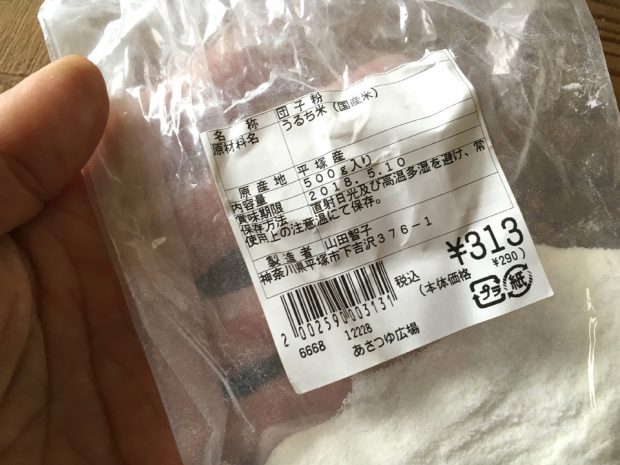 名　称　団子粉
原材料名　うるち米（国産米）
原　産　地　平塚産
内容量　５００ｇ入り
賞味期限　２０１８．５．１０
保存方法　直射日光及び高温多湿を避け、常
使用上の注意　温にて保存。
製　造　者　山田智子
神奈川県平塚市下吉沢３７６－１
¥313
税込
（本体価格 ¥290）
プラ 紙
2 002590 003131
6668 12228
あさつゆ広場